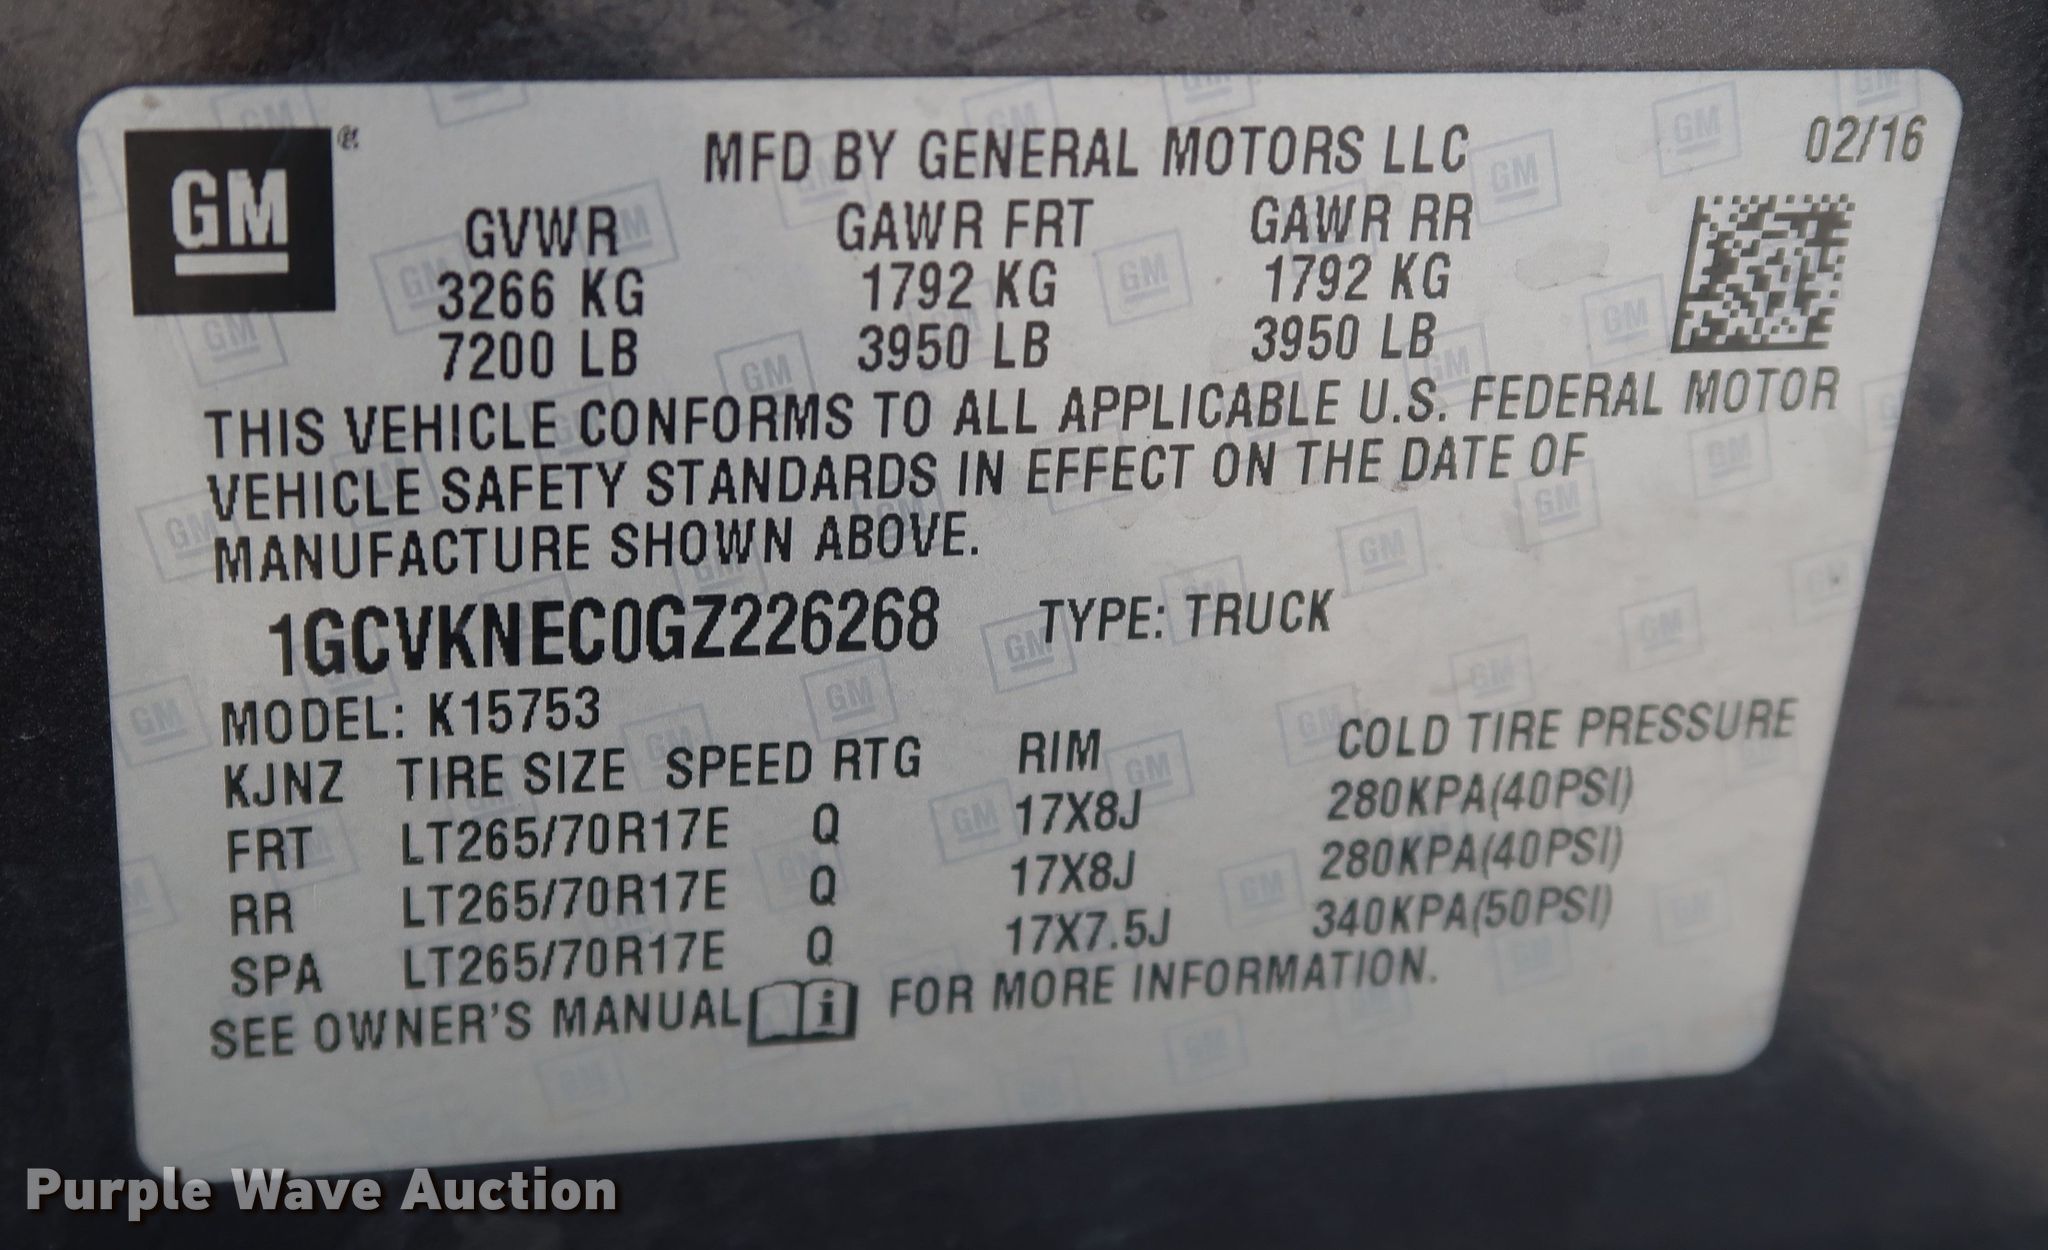 GM ®
MFD BY GENERAL MOTORS LLC 02/16
GVWR GAWR FRT GAWR RR
3266 KG 1792 KG 1792 KG
7200 LB 3950 LB 3950 LB
THIS VEHICLE CONFORMS TO ALL APPLICABLE U.S. FEDERAL MOTOR
VEHICLE SAFETY STANDARDS IN EFFECT ON THE DATE OF
MANUFACTURE SHOWN ABOVE.
1GCVKNEC0GZ226268 TYPE: TRUCK
MODEL: K15753
KJNZ TIRE SIZE SPEED RTG RIM COLD TIRE PRESSURE
FRT LT265/70R17E Q 17X8J 280KPA(40PSI)
RR LT265/70R17E Q 17X8J 280KPA(40PSI)
SPA LT265/70R17E Q 17X7.5J 340KPA(50PSI)
SEE OWNER'S MANUAL i FOR MORE INFORMATION.
Purple Wave Auction